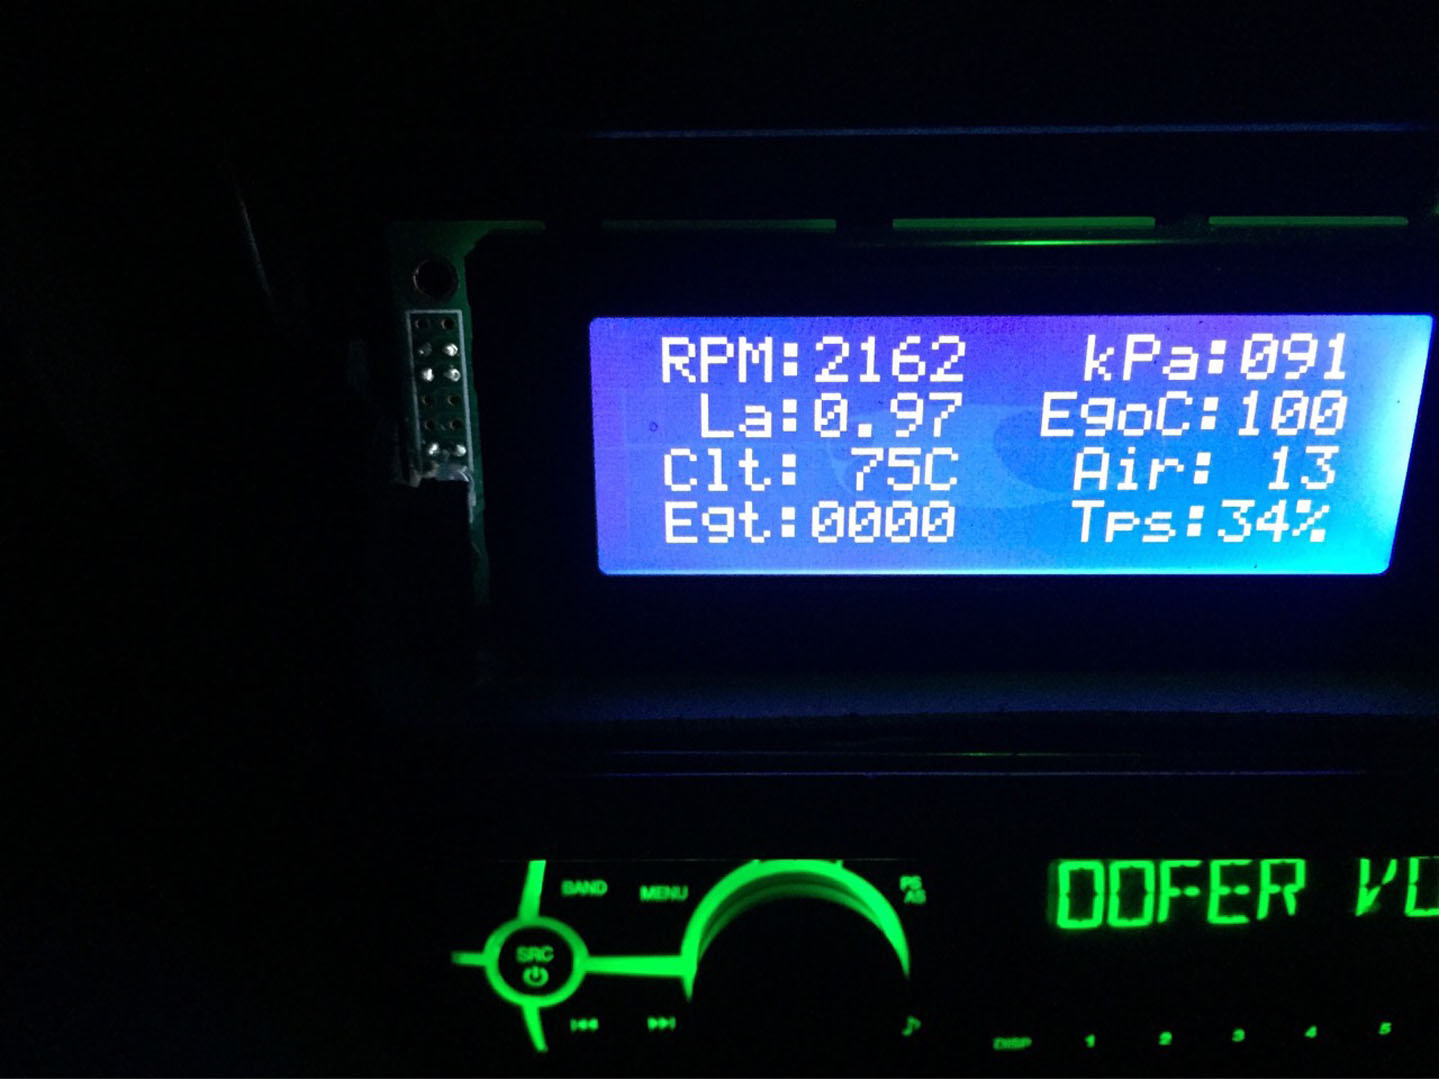 RPM:2162 kPa:091
La:0.97 EgoC:100
Clt: 75C Air: 13
Egt:0000 Tps:34%
BAND MENU PS
AS
OOFER
SRC
DISP 1 2 3 4 5